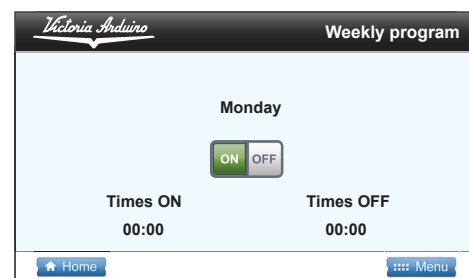 Victoria Arduino
Weekly program
Monday
ON OFF
Times ON Times OFF
00:00 00:00
Home Menu